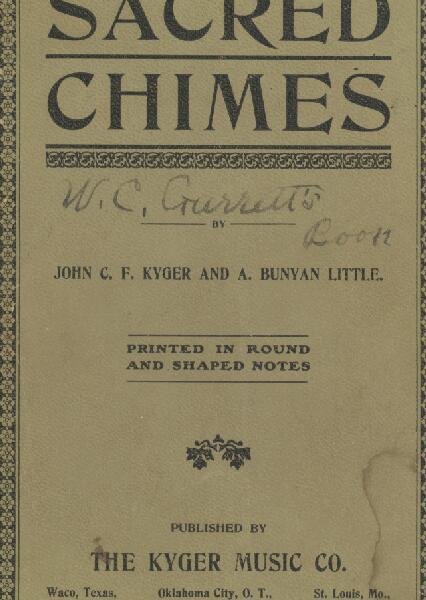 SACRED
CHIMES
W. C. Gurrett's
BY
Book
JOHN C. F. KYGER AND A. BUNYAN LITTLE.
PRINTED IN ROUND
AND SHAPED NOTES
PUBLISHED BY
THE KYGER MUSIC CO.
Waco, Texas, Oklahoma City, O. T., St. Louis, Mo.,